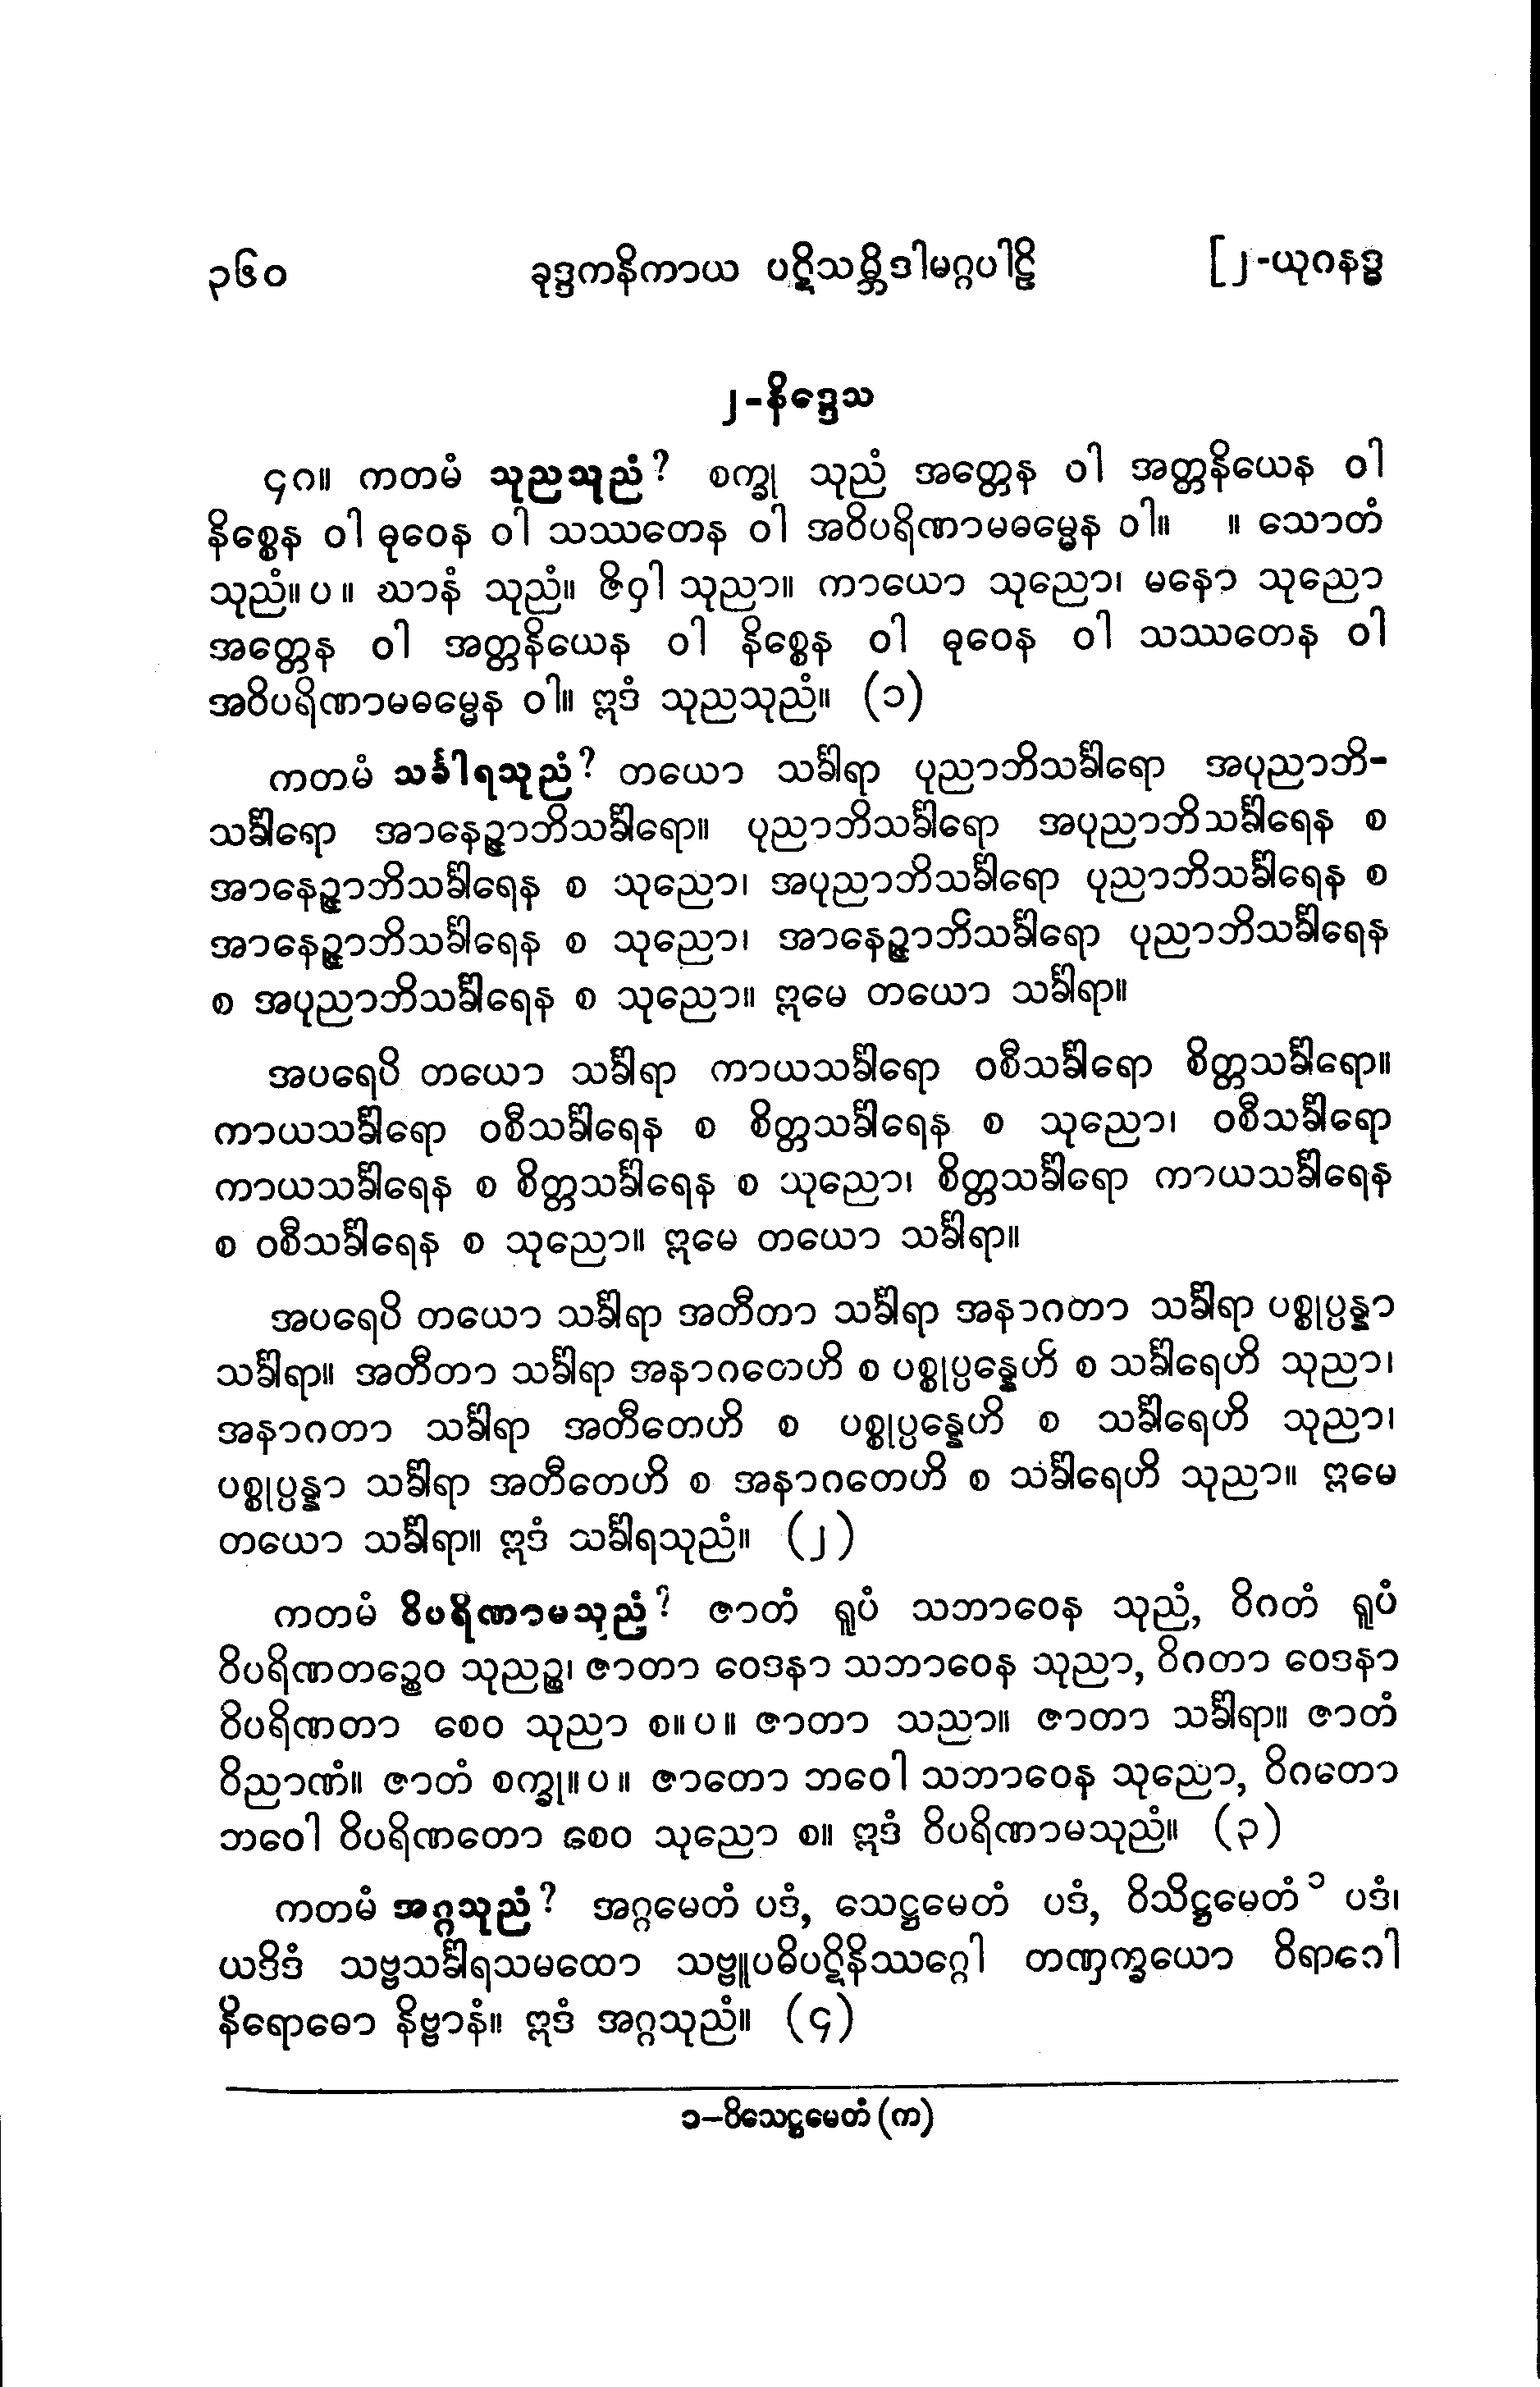 ၃၆၀ ခုဒ္ဒကနိကာယ ပဋိသမ္ဘိဒါမဂ္ဂပါဠိ [၂-ယုဂနဒ္ဓ
၂-နိဒ္ဒေသ
၄ဂ။ ကတမံ သုညသုညံ? စက္ခု သုညံ အတ္တေန ဝါ အတ္တနိယေန ဝါ
နိစ္စေန ဝါ ဓုဝေန ဝါ သဿတေန ဝါ အဝိပရိဏာမဓမ္မေန ဝါ။ ။ သောတံ
သုညံ။ပ။ ဃာနံ သုညံ။ ဇိဝှါ သုညာ။ ကာယော သုညော၊ မနော သုညော
အတ္တေန ဝါ အတ္တနိယေန ဝါ နိစ္စေန ဝါ ဓုဝေန ဝါ သဿတေန ဝါ
အဝိပရိဏာမဓမ္မေန ဝါ။ ဣဒံ သုညသုညံ။ (၁)
ကတမံ သင်္ခါရသုညံ? တယော သင်္ခါရာ ပုညာဘိသင်္ခါရော အပုညာဘိ-
သင်္ခါရော အာနေဉ္ဇာဘိသင်္ခါရော။ ပုညာဘိသင်္ခါရော အပုညာဘိသင်္ခါရေန စ
အာနေဉ္ဇာဘိသင်္ခါရေန စ သုညော၊ အပုညာဘိသင်္ခါရော ပုညာဘိသင်္ခါရေန စ
အာနေဉ္ဇာဘိသင်္ခါရေန စ သုညော၊ အာနေဉ္ဇာဘိသင်္ခါရော ပုညာဘိသင်္ခါရေန
စ အပုညာဘိသင်္ခါရေန စ သုညော။ ဣမေ တယော သင်္ခါရာ။
အပရေပိ တယော သင်္ခါရာ ကာယသင်္ခါရော ဝစီသင်္ခါရော စိတ္တသင်္ခါရော။
ကာယသင်္ခါရော ဝစီသင်္ခါရေန စ စိတ္တသင်္ခါရေန စ သုညော၊ ဝစီသင်္ခါရော
ကာယသင်္ခါရေန စ စိတ္တသင်္ခါရေန စ သုညော၊ စိတ္တသင်္ခါရော ကာယသင်္ခါရေန
စ ဝစီသင်္ခါရေန စ သုညော။ ဣမေ တယော သင်္ခါရာ။
အပရေပိ တယော သင်္ခါရာ အတီတာ သင်္ခါရာ အနာဂတာ သင်္ခါရာ ပစ္စုပ္ပန္နာ
သင်္ခါရာ။ အတီတာ သင်္ခါရာ အနာဂတေဟိ စ ပစ္စုပ္ပန္နေဟိ စ သင်္ခါရေဟိ သုညာ၊
အနာဂတာ သင်္ခါရာ အတီတေဟိ စ ပစ္စုပ္ပန္နေဟိ စ သင်္ခါရေဟိ သုညာ၊
ပစ္စုပ္ပန္နာ သင်္ခါရာ အတီတေဟိ စ အနာဂတေဟိ စ သင်္ခါရေဟိ သုညာ။ ဣမေ
တယော သင်္ခါရာ။ ဣဒံ သင်္ခါရသုညံ။ (၂)
ကတမံ ဝိပရိဏာမသုညံ? ဇာတံ ရူပံ သဘာဝေန သုညံ, ဝိဂတံ ရူပံ
ဝိပရိဏတဉ္စေဝ သုညဉ္စ၊ ဇာတာ ဝေဒနာ သဘာဝေန သုညာ, ဝိဂတာ ဝေဒနာ
ဝိပရိဏတာ စေဝ သုညာ စ။ပ။ ဇာတာ သညာ။ ဇာတာ သင်္ခါရာ။ ဇာတံ
ဝိညာဏံ။ ဇာတံ စက္ခု။ပ။ ဇာတော ဘဝေါ သဘာဝေန သုညော, ဝိဂတော
ဘဝေါ ဝိပရိဏတော စေဝ သုညော စ။ ဣဒံ ဝိပရိဏာမသုညံ။ (၃)
ကတမံ အဂ္ဂသုညံ? အဂ္ဂမေတံ ပဒံ, သေဋ္ဌမေတံ ပဒံ, ဝိသိဋ္ဌမေတံ ၁ ပဒံ၊
ယဒိဒံ သဗ္ဗသင်္ခါရသမထော သဗ္ဗူပဓိပဋိနိဿဂ္ဂေါ တဏှက္ခယော ဝိရာဂေါ
နိရောဓော နိဗ္ဗာနံ။ ဣဒံ အဂ္ဂသုညံ။ (၄)
၁–ဝိသေဋ္ဌမေတံ (က)